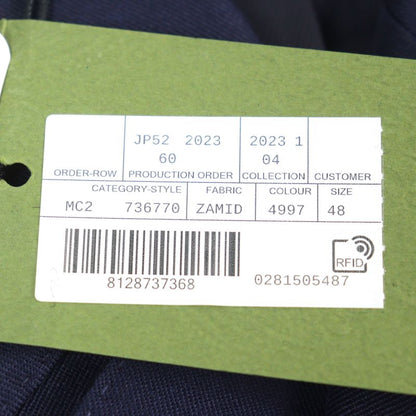 JP52 2023 2023 1
60 04
ORDER-ROW PRODUCTION ORDER COLLECTION CUSTOMER
CATEGORY-STYLE FABRIC COLOUR SIZE
MC2 736770 ZAMID 4997 48
8128737368 0281505487
RFID